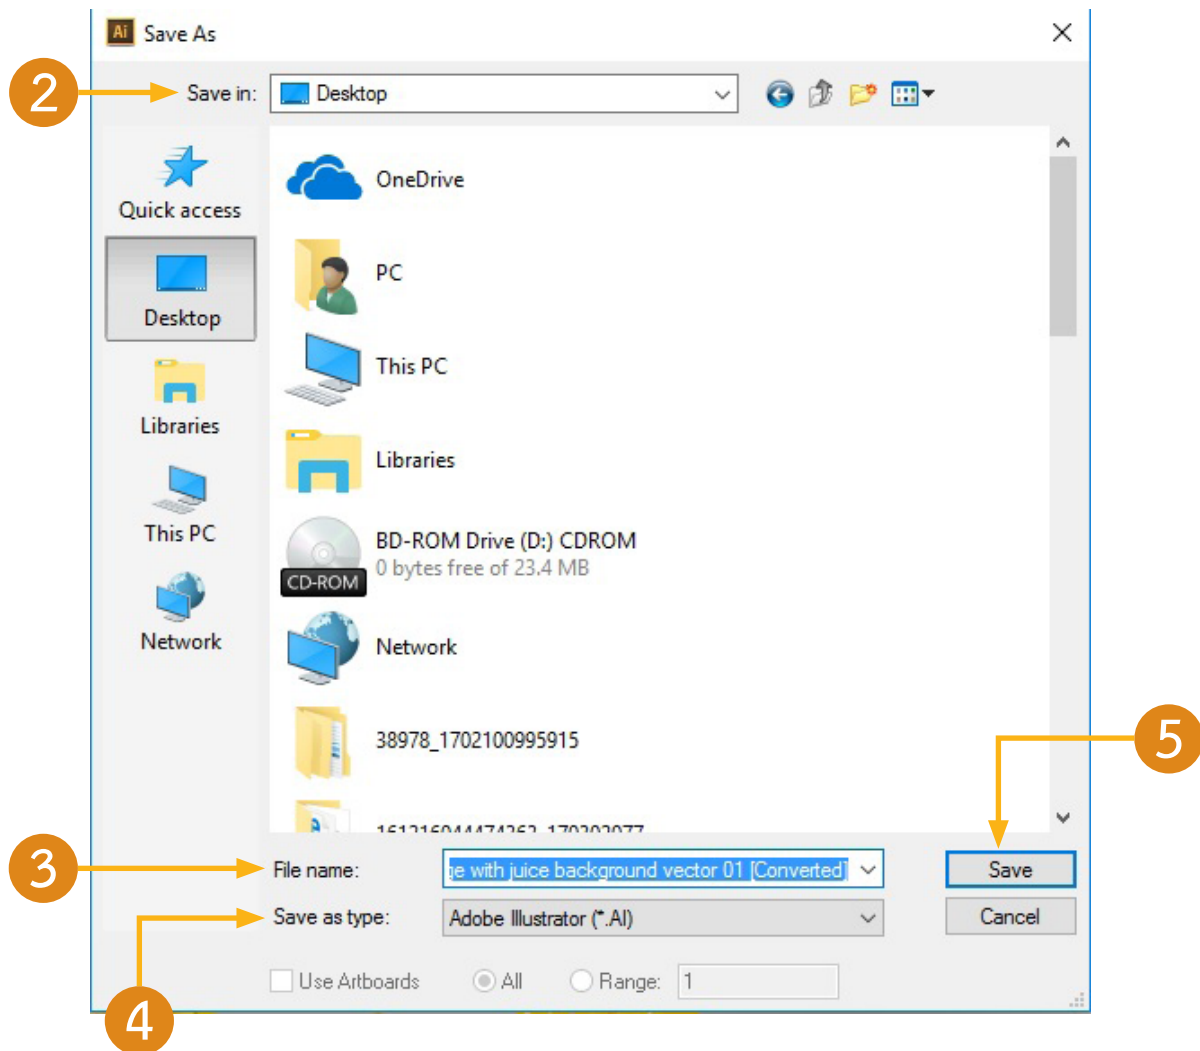 Ai Save As
2
Save in:
Desktop
Quick access
Desktop
Libraries
This PC
Network
OneDrive
PC
This PC
Libraries
BD-ROM Drive (D:) CDROM
0 bytes free of 23.4 MB
CD-ROM
Network
38978_1702100995915
5
3
File name:
ge with juice background vector 01 [Converted]
Save
Save as type:
Adobe Illustrator (*.AI)
Cancel
4
Use Artboards
All
Range:
1